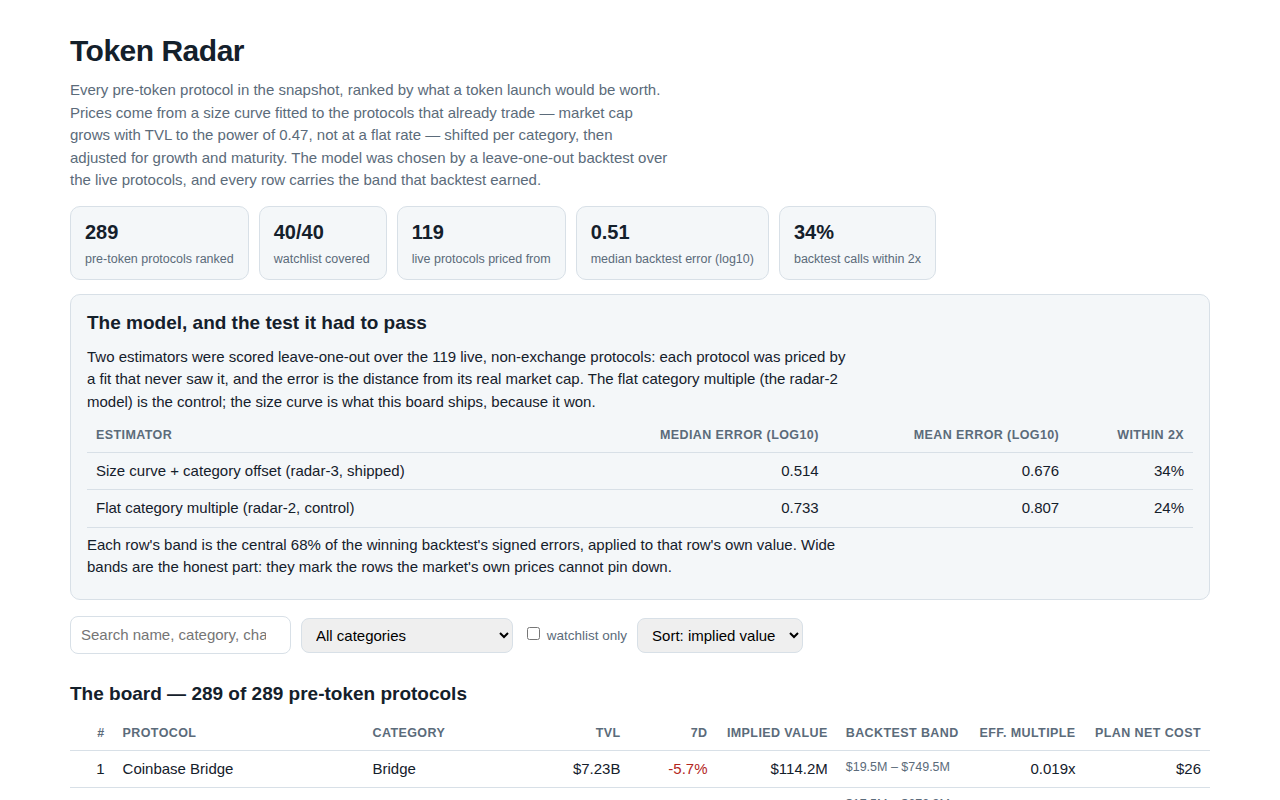 Token Radar
Every pre-token protocol in the snapshot, ranked by what a token launch would be worth.
Prices come from a size curve fitted to the protocols that already trade — market cap
grows with TVL to the power of 0.47, not at a flat rate — shifted per category, then
adjusted for growth and maturity. The model was chosen by a leave-one-out backtest over
the live protocols, and every row carries the band that backtest earned.
289 40/40 119 0.51 34%
pre-token protocols ranked watchlist covered live protocols priced from median backtest error (log10) backtest calls within 2x
The model, and the test it had to pass
Two estimators were scored leave-one-out over the 119 live, non-exchange protocols: each protocol was priced by
a fit that never saw it, and the error is the distance from its real market cap. The flat category multiple (the radar-2
model) is the control; the size curve is what this board ships, because it won.
ESTIMATOR MEDIAN ERROR (LOG10) MEAN ERROR (LOG10) WITHIN 2X
Size curve + category offset (radar-3, shipped) 0.514 0.676 34%
Flat category multiple (radar-2, control) 0.733 0.807 24%
Each row's band is the central 68% of the winning backtest's signed errors, applied to that row's own value. Wide
bands are the honest part: they mark the rows the market's own prices cannot pin down.
Search name, category, cha All categories watchlist only Sort: implied value
The board — 289 of 289 pre-token protocols
# PROTOCOL CATEGORY TVL 7D IMPLIED VALUE BACKTEST BAND EFF. MULTIPLE PLAN NET COST
1 Coinbase Bridge Bridge $7.23B -5.7% $114.2M $19.5M – $749.5M 0.019x $26